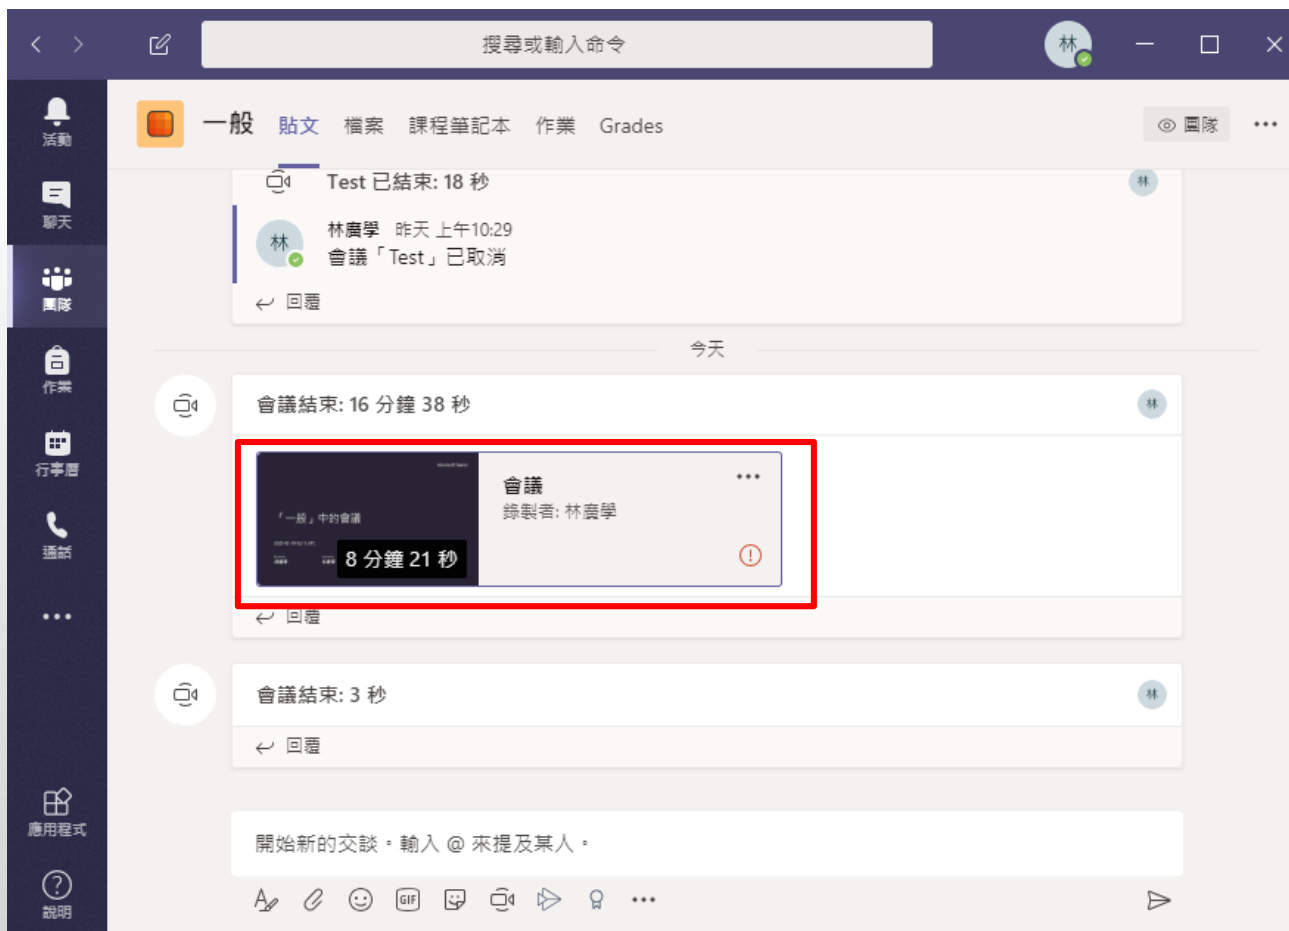 搜尋或輸入命令
林
活動
聊天
團隊
作業
行事曆
通話
應用程式
說明
一般 貼文 檔案 課程筆記本 作業 Grades
團隊
Test 已結束: 18 秒
林
林
林廣學 昨天 上午10:29
會議「Test」已取消
回覆
今天
會議結束: 16 分鐘 38 秒
林
Microsoft Teams
「一般」中的會議
8 分鐘 21 秒
會議
錄製者: 林廣學
回覆
會議結束: 3 秒
林
回覆
開始新的交談。輸入 @ 來提及某人。
GIF